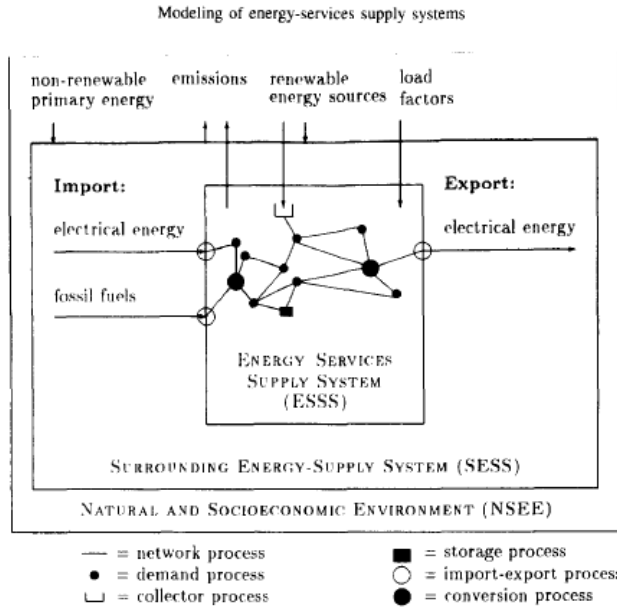 Modeling of energy-services supply systems
non-renewable primary energy
emissions
renewable energy sources
load factors
Import:
Export:
electrical energy
electrical energy
fossil fuels
ENERGY SERVICES
SUPPLY SYSTEM
(ESSS)
SURROUNDING ENERGY-SUPPLY SYSTEM (SESS)
NATURAL AND SOCIOECONOMIC ENVIRONMENT (NSEE)
= network process
= storage process
= demand process
= import-export process
= collector process
= conversion process